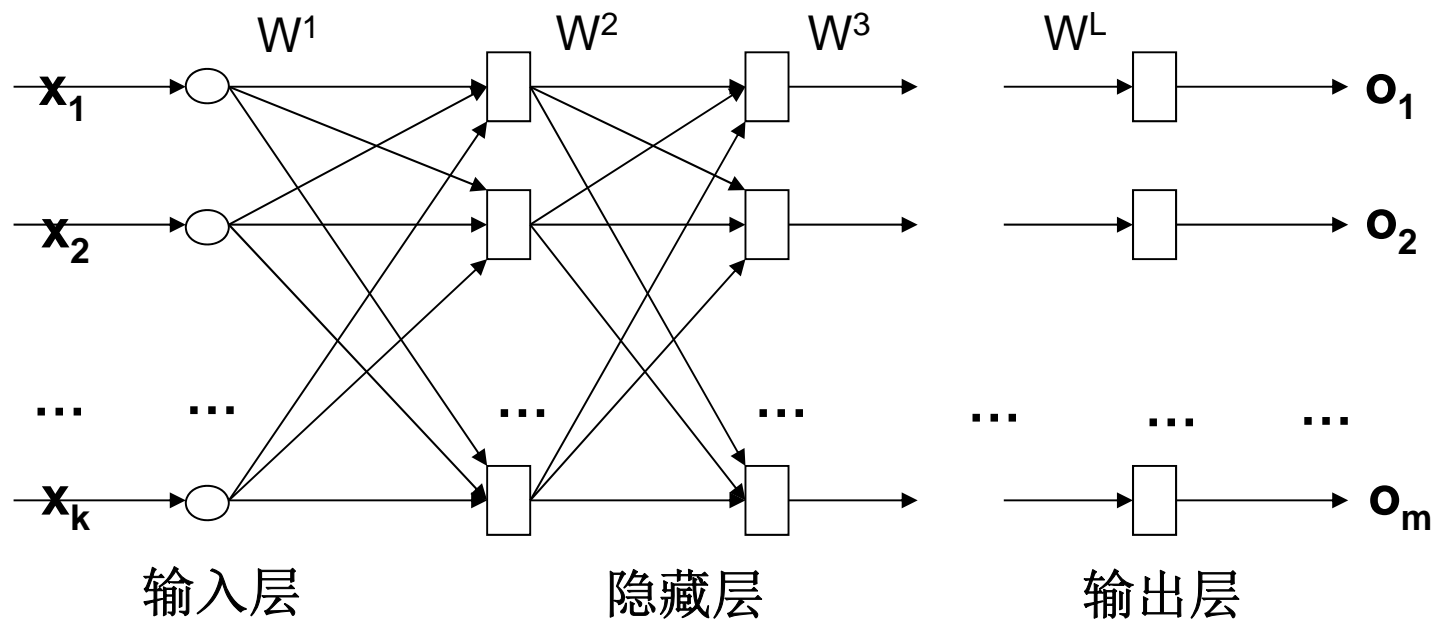 W¹ W² W³ Wᴸ
x₁ o₁
x₂ o₂
... ... ... ... ... ... ...
xₖ oₘ
输入层 隐藏层 输出层